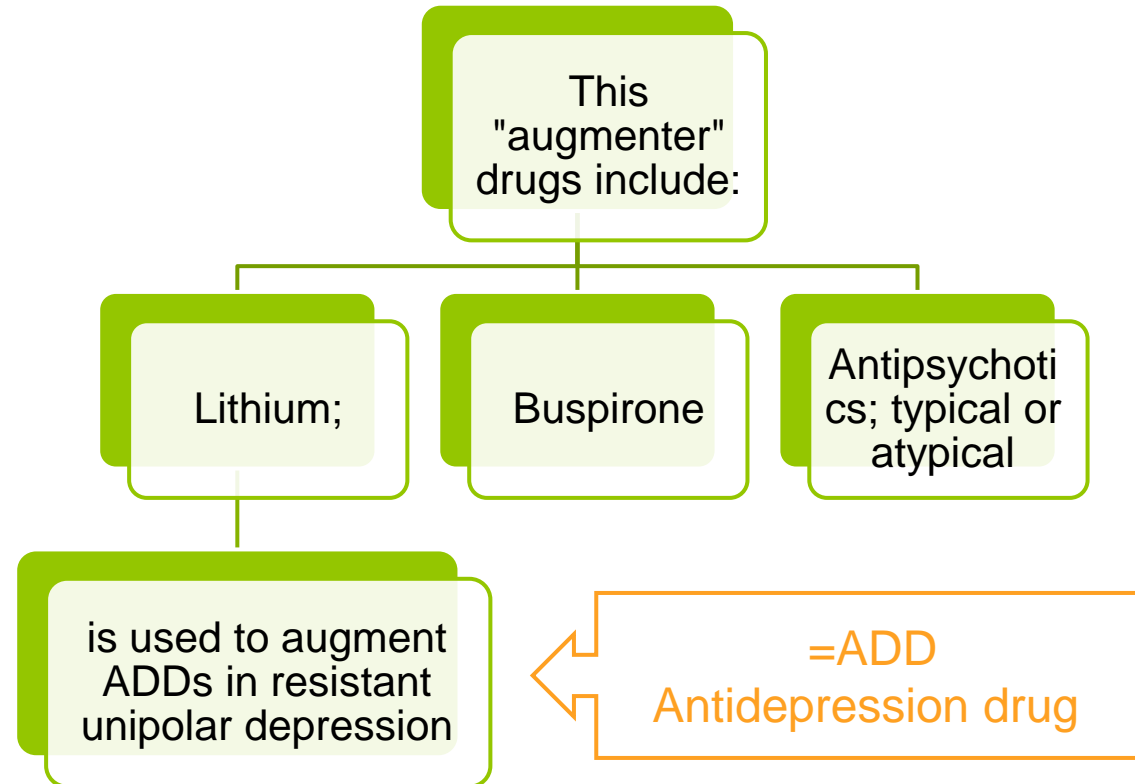 This
"augmenter"
drugs include:
Lithium;
Buspirone
Antipsychoti
cs; typical or
atypical
is used to augment
ADDs in resistant
unipolar depression
=ADD
Antidepression drug